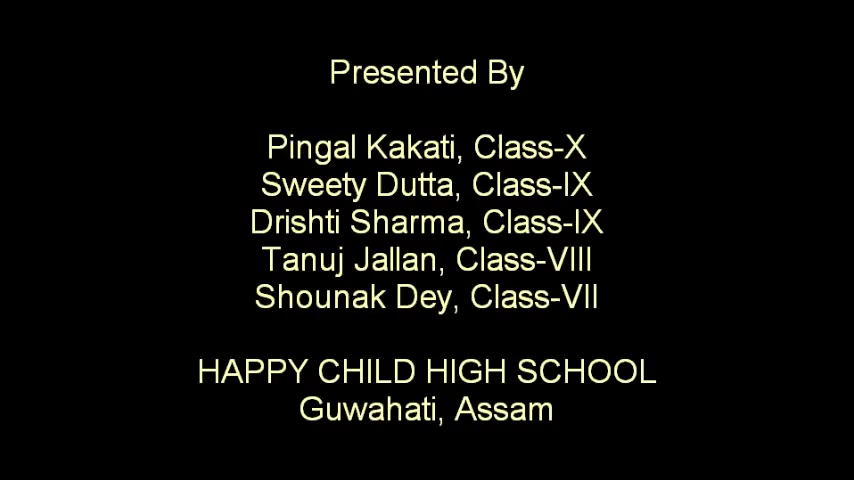 Presented By
Pingal Kakati, Class-X
Sweety Dutta, Class-IX
Drishti Sharma, Class-IX
Tanuj Jallan, Class-VIII
Shounak Dey, Class-VII
HAPPY CHILD HIGH SCHOOL
Guwahati, Assam